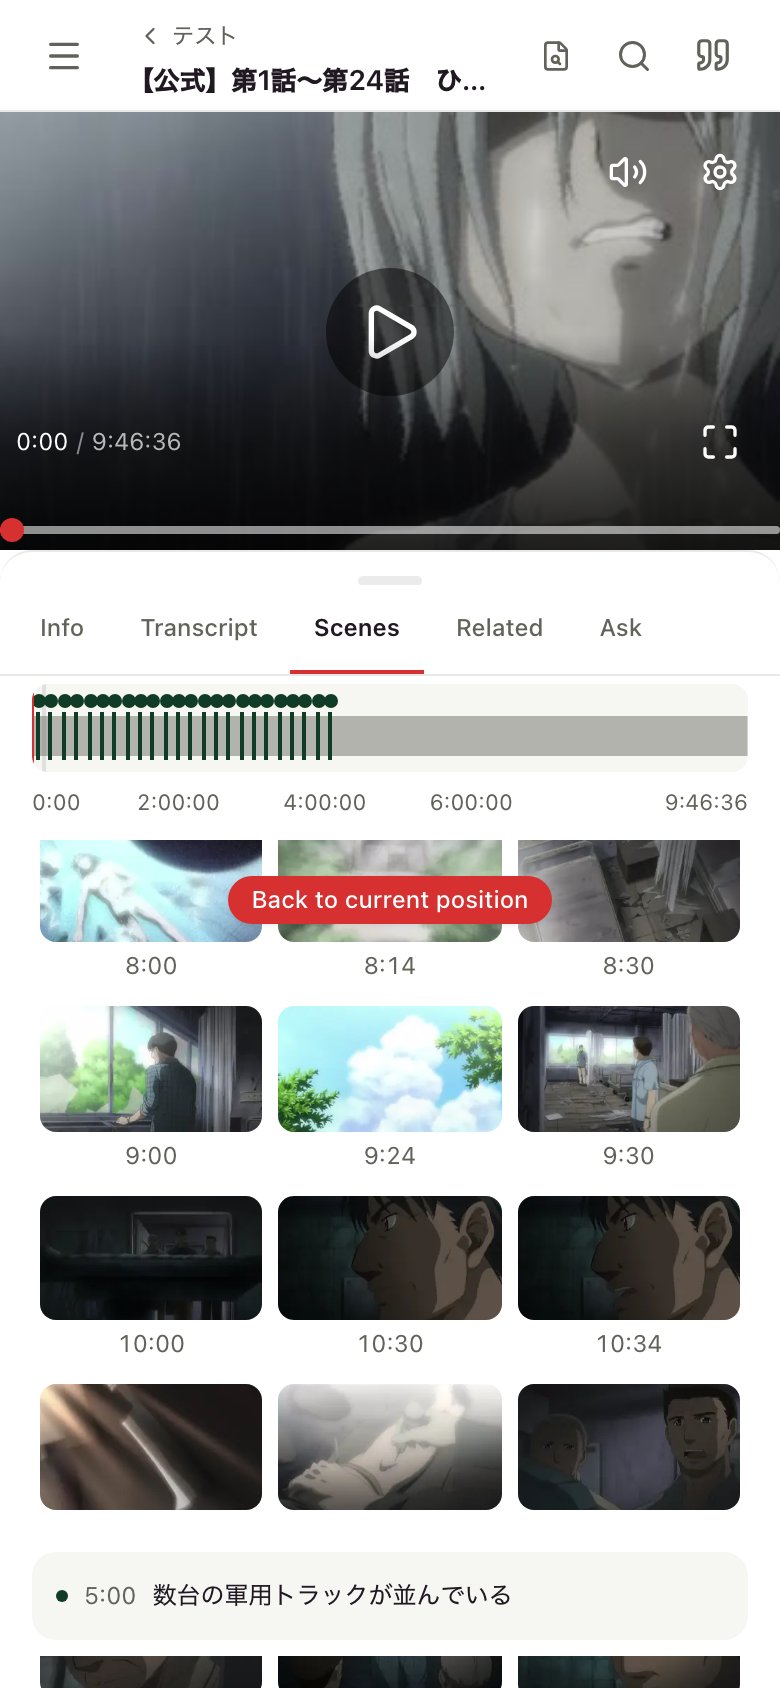 テスト
【公式】第1話〜第24話　ひ...
0:00 / 9:46:36
Info Transcript Scenes Related Ask
0:00 2:00:00 4:00:00 6:00:00 9:46:36
Back to current position
8:00 8:14 8:30
9:00 9:24 9:30
10:00 10:30 10:34
5:00 数台の軍用トラックが並んでいる